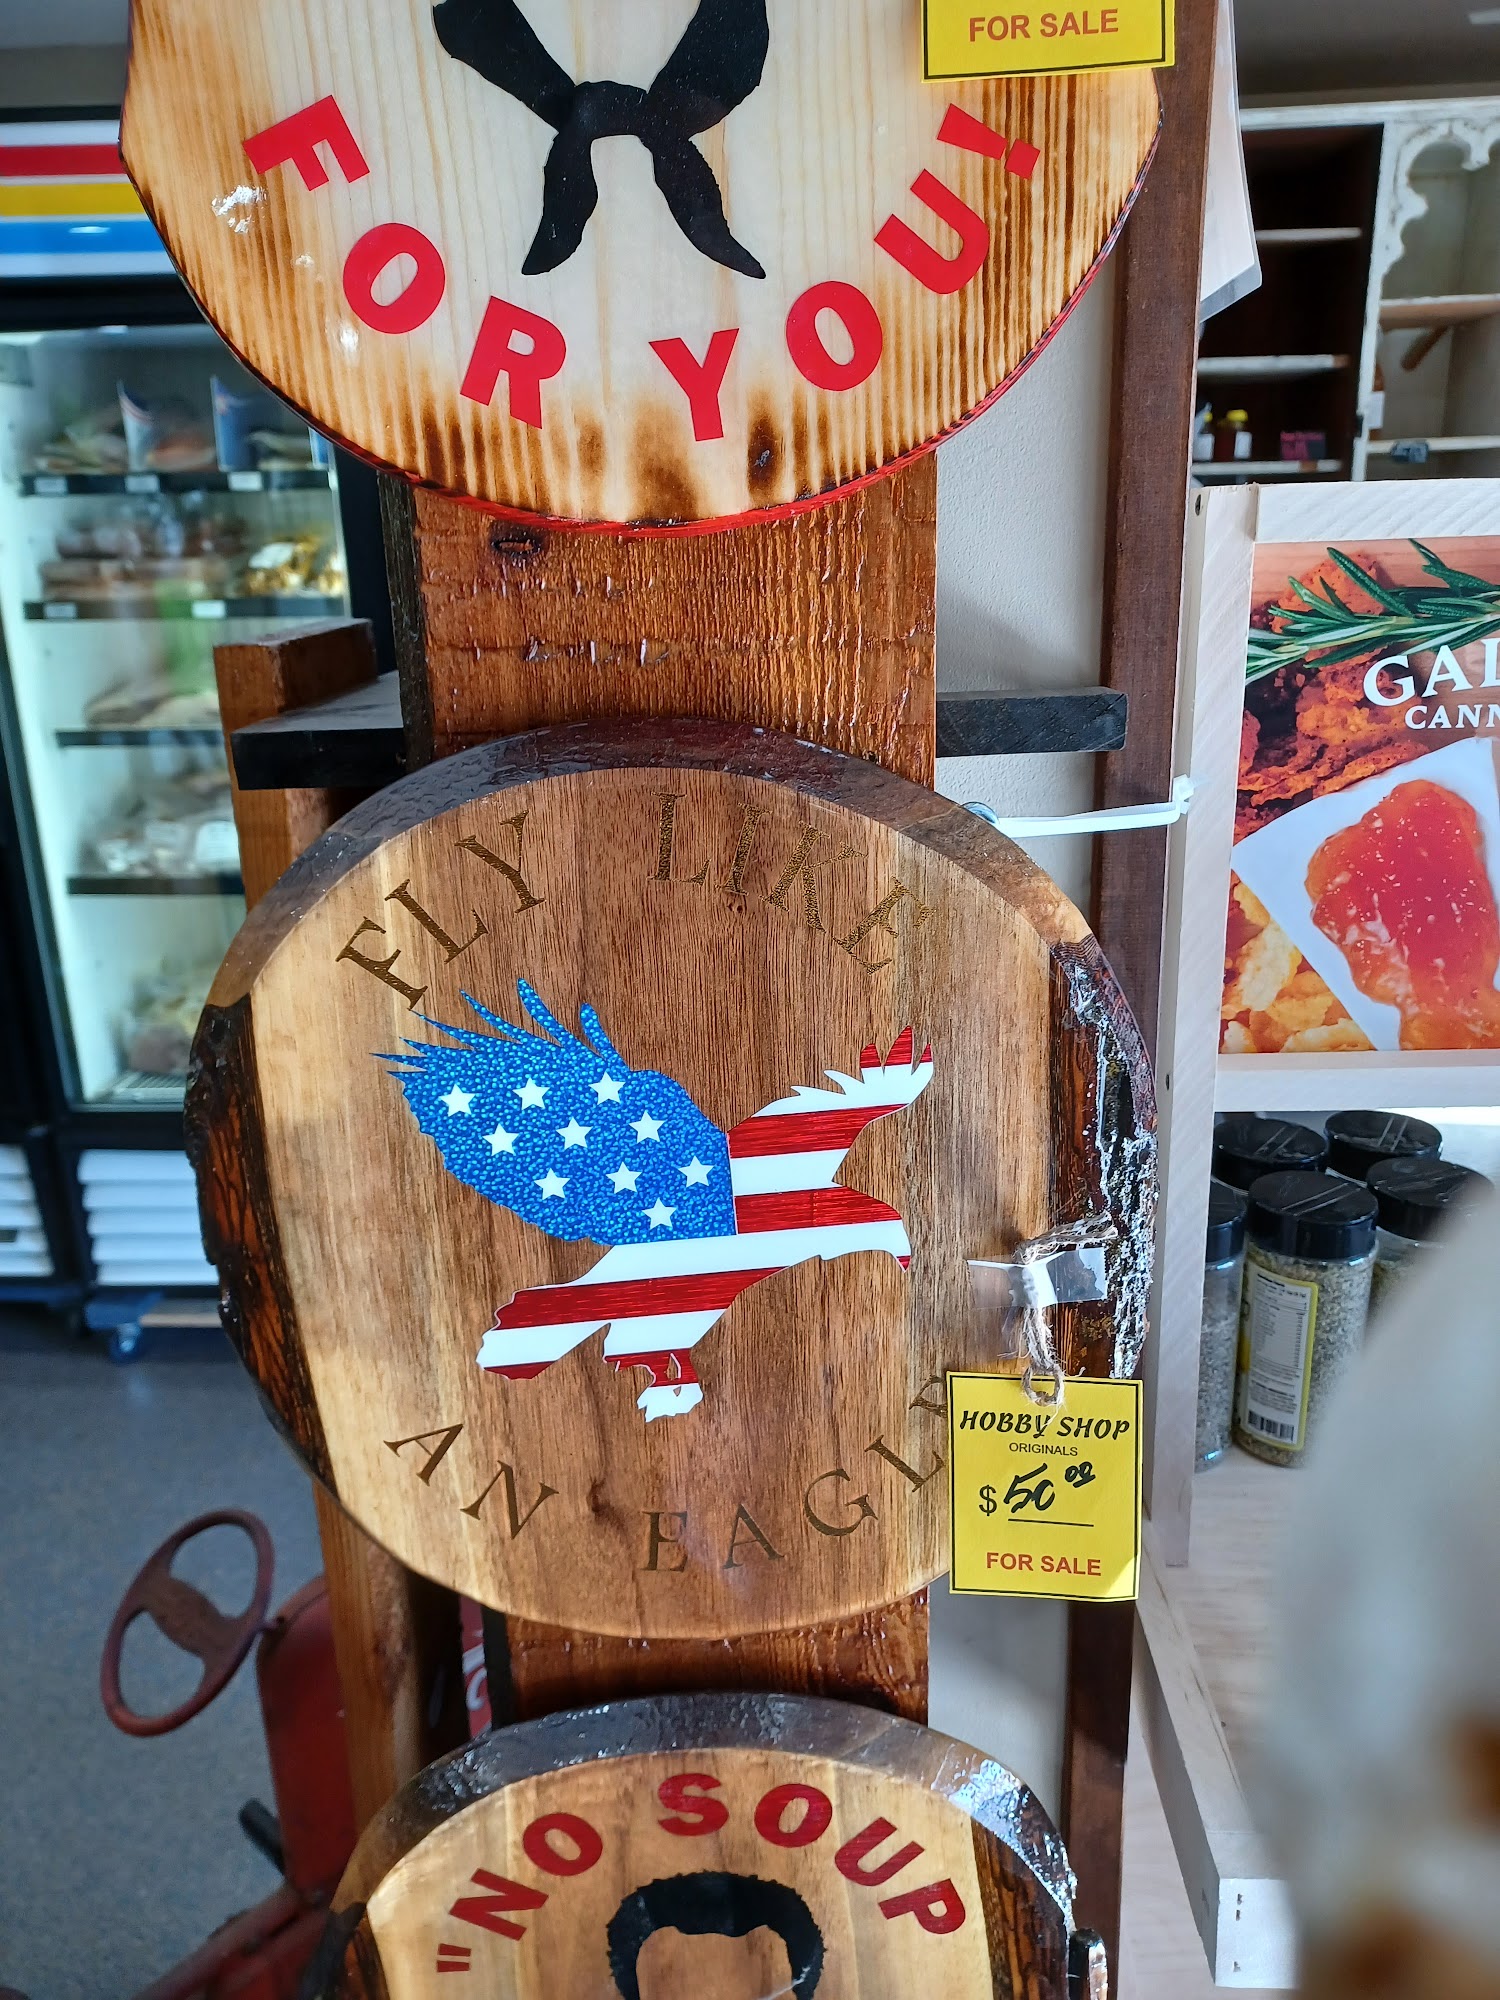 FOR SALE
FOR YOU!
FLY LIKE
AN EAGLE
HOBBY SHOP
ORIGINALS
$ 50 00
FOR SALE
"NO SOUP
GAL
CANN